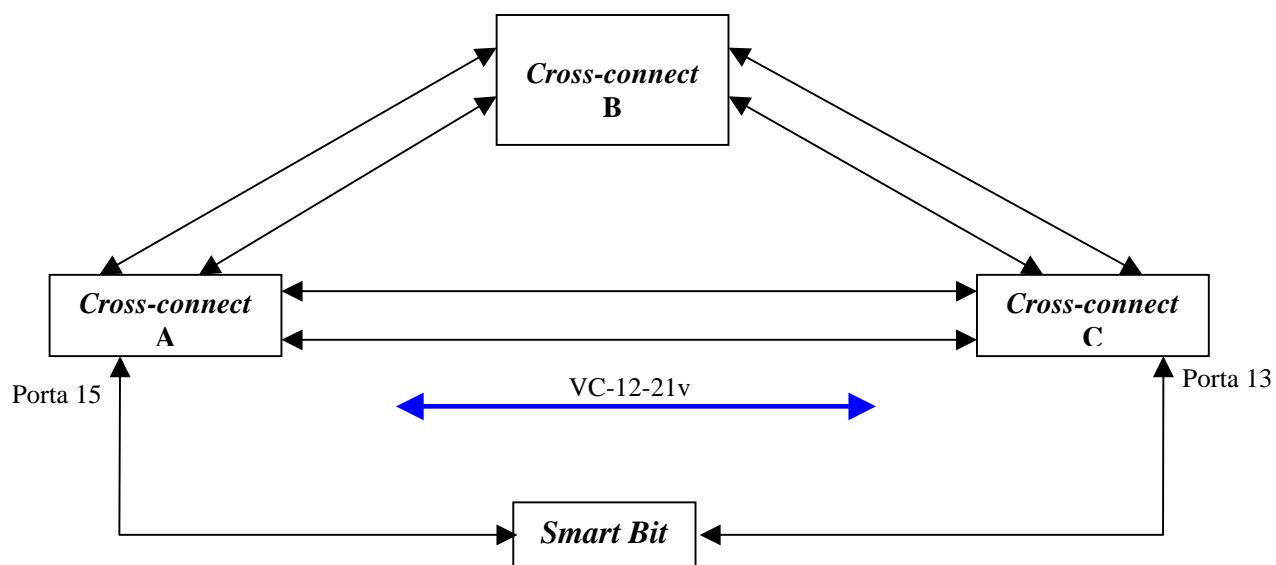 Cross-connect
B
Cross-connect
A
Cross-connect
C
Porta 15
VC-12-21v
Porta 13
Smart Bit